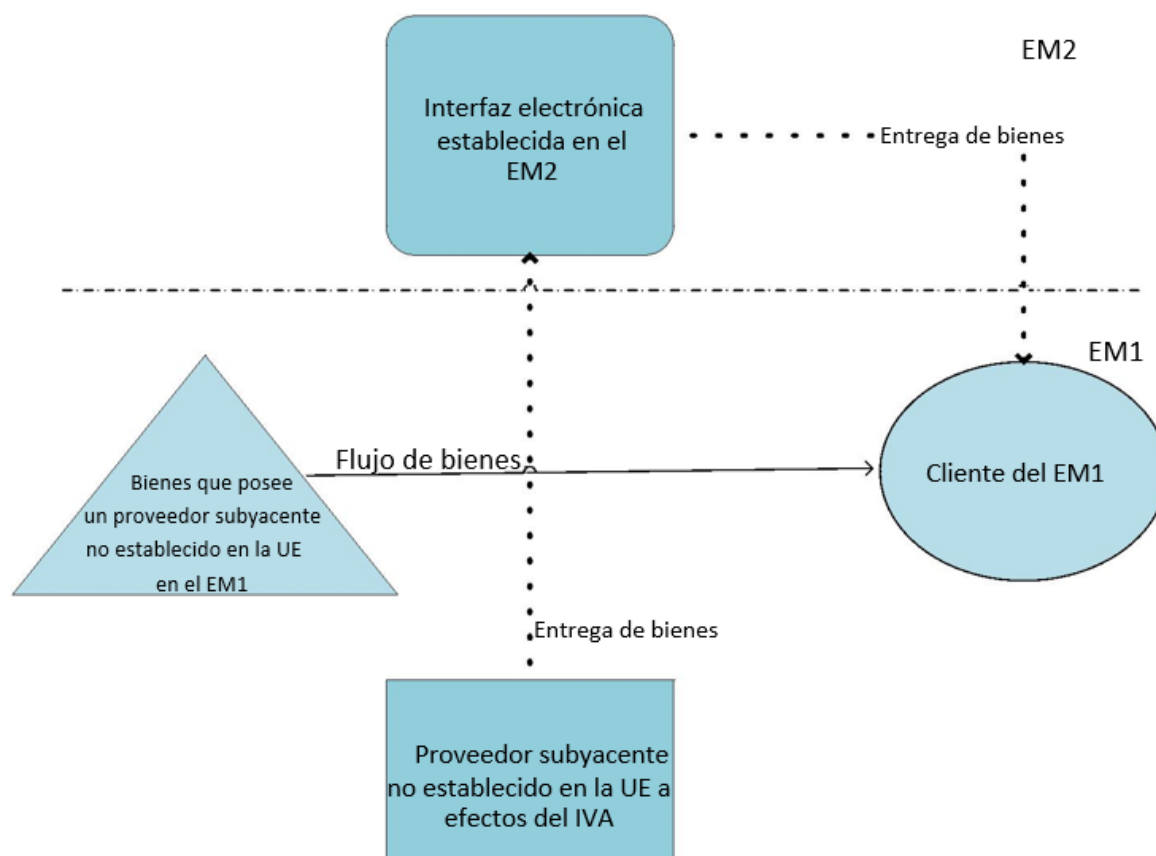 EM2
Interfaz electrónica
establecida en el
EM2
Entrega de bienes
EM1
Flujo de bienes
Bienes que posee
un proveedor subyacente
no establecido en la UE
en el EM1
Cliente del EM1
Entrega de bienes
Proveedor subyacente
no establecido en la UE a
efectos del IVA